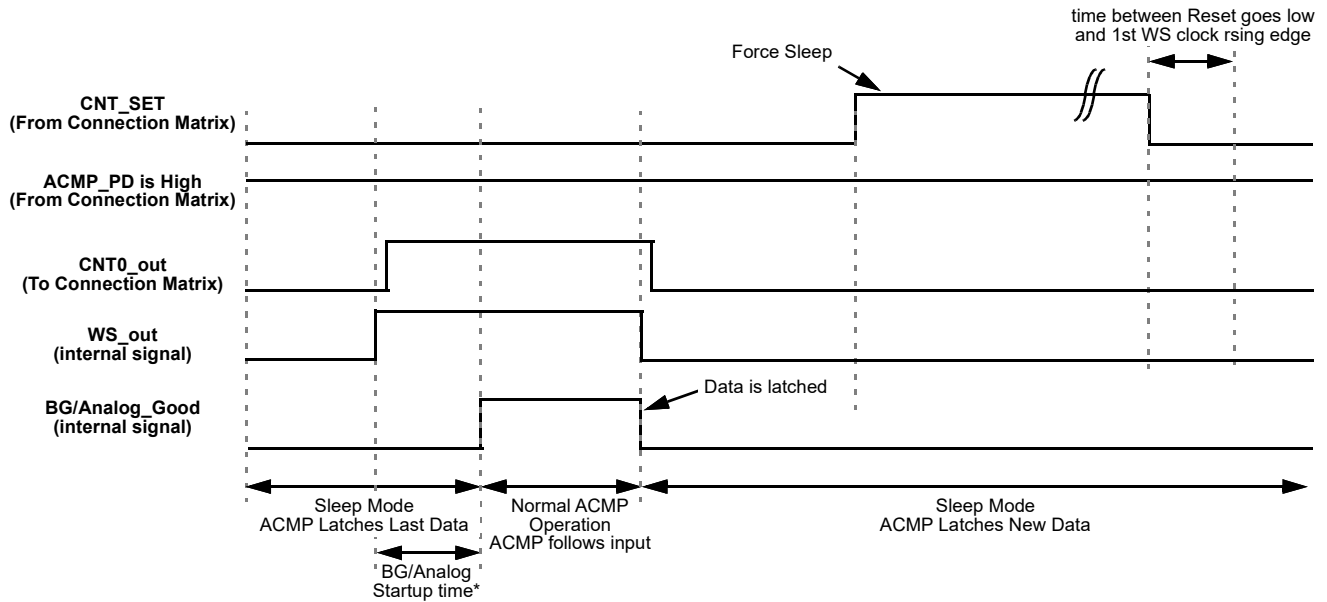 time between Reset goes low
and 1st WS clock rsing edge
Force Sleep
CNT_SET
(From Connection Matrix)
ACMP_PD is High
(From Connection Matrix)
CNT0_out
(To Connection Matrix)
WS_out
(internal signal)
Data is latched
BG/Analog_Good
(internal signal)
Sleep Mode
ACMP Latches Last Data
Normal ACMP
Operation
ACMP follows input
Sleep Mode
ACMP Latches New Data
BG/Analog
Startup time*